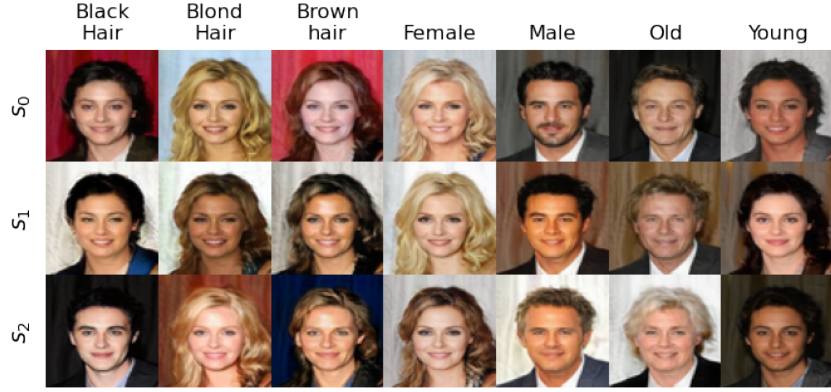 Black Hair
Blond Hair
Brown hair
Female
Male
Old
Young
s0
s1
s2